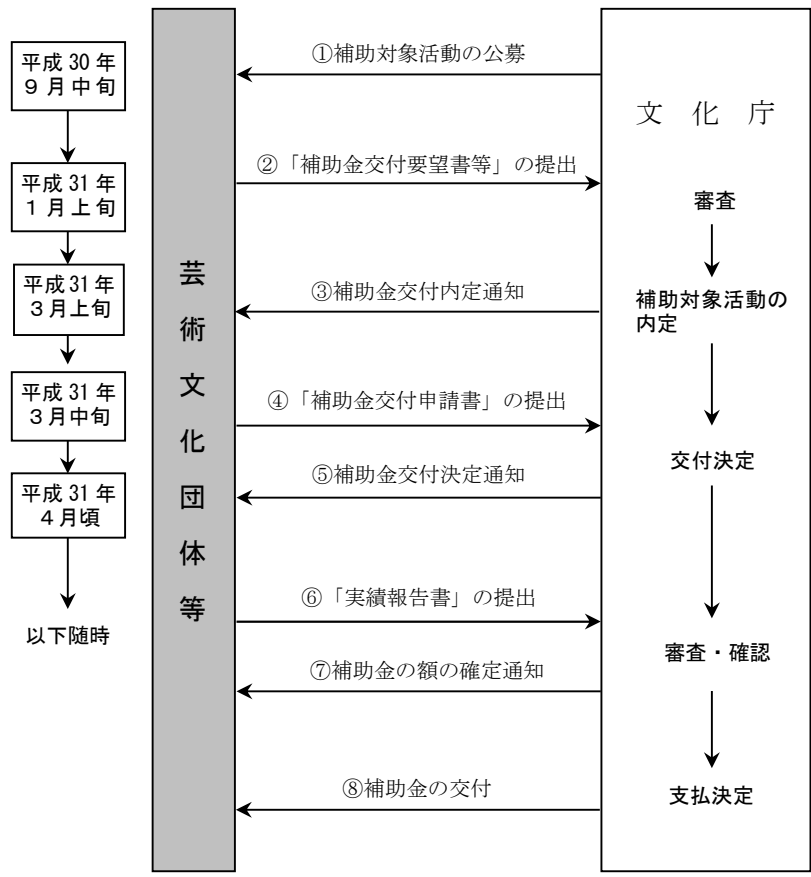 平成30年
9月中旬
平成31年
1月上旬
平成31年
3月上旬
平成31年
3月中旬
平成31年
4月頃
以下随時
芸術文化団体等
①補助対象活動の公募
②「補助金交付要望書等」の提出
③補助金交付内定通知
④「補助金交付申請書」の提出
⑤補助金交付決定通知
⑥「実績報告書」の提出
⑦補助金の額の確定通知
⑧補助金の交付
文化庁
審査
補助対象活動の
内定
交付決定
審査・確認
支払決定